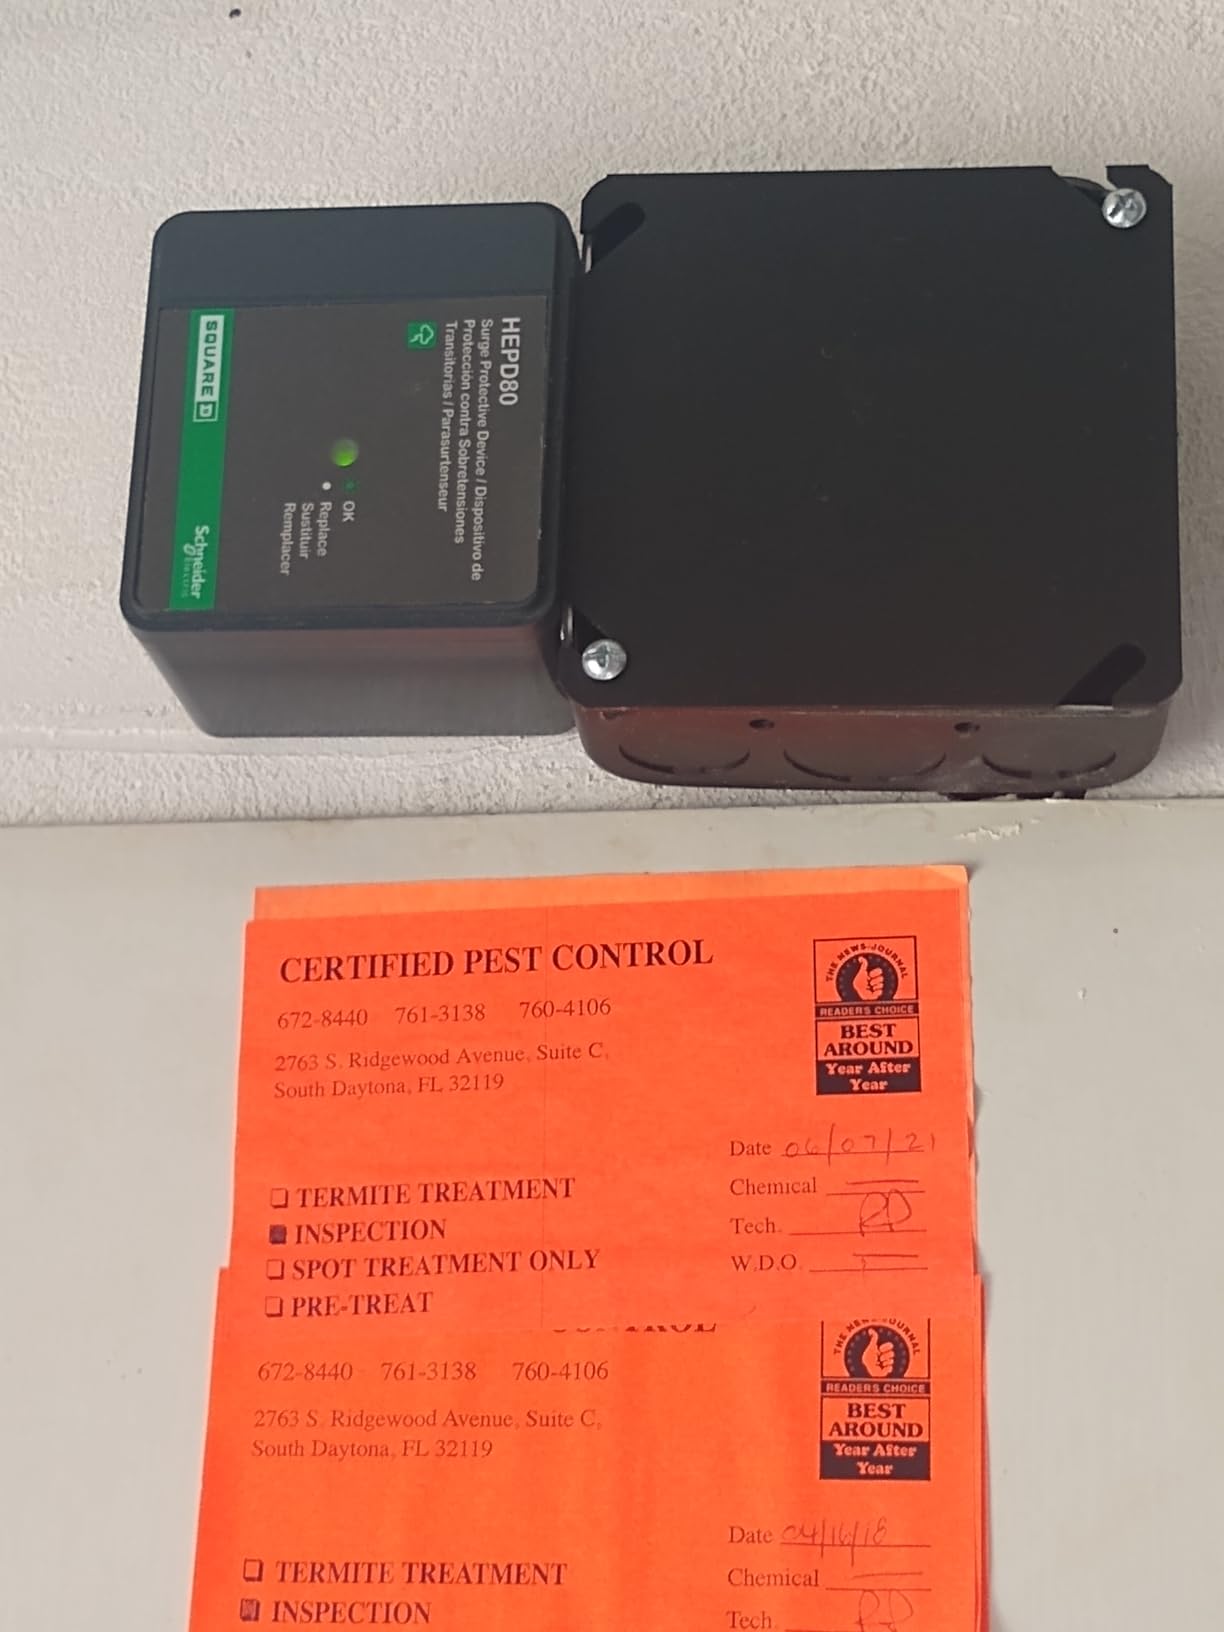 HEPD80
Surge Protective Device / Dispositivo de
Protección contra Sobretensiones
Transitorias / Parasurtenseur
OK
Replace
Sustituir
Remplacer
SQUARE D
Schneider
Electric
CERTIFIED PEST CONTROL
672-8440 761-3138 760-4106
2763 S. Ridgewood Avenue, Suite C,
South Daytona, FL 32119
THE NEWS-JOURNAL
READERS CHOICE
BEST
AROUND
Year After
Year
Date 06/07/21
Chemical
Tech. RP
W.D.O.
TERMITE TREATMENT
INSPECTION
SPOT TREATMENT ONLY
PRE-TREAT
672-8440 761-3138 760-4106
2763 S. Ridgewood Avenue, Suite C,
South Daytona, FL 32119
THE NEWS-JOURNAL
READERS CHOICE
BEST
AROUND
Year After
Year
Date 04/16/18
Chemical
Tech.
TERMITE TREATMENT
INSPECTION